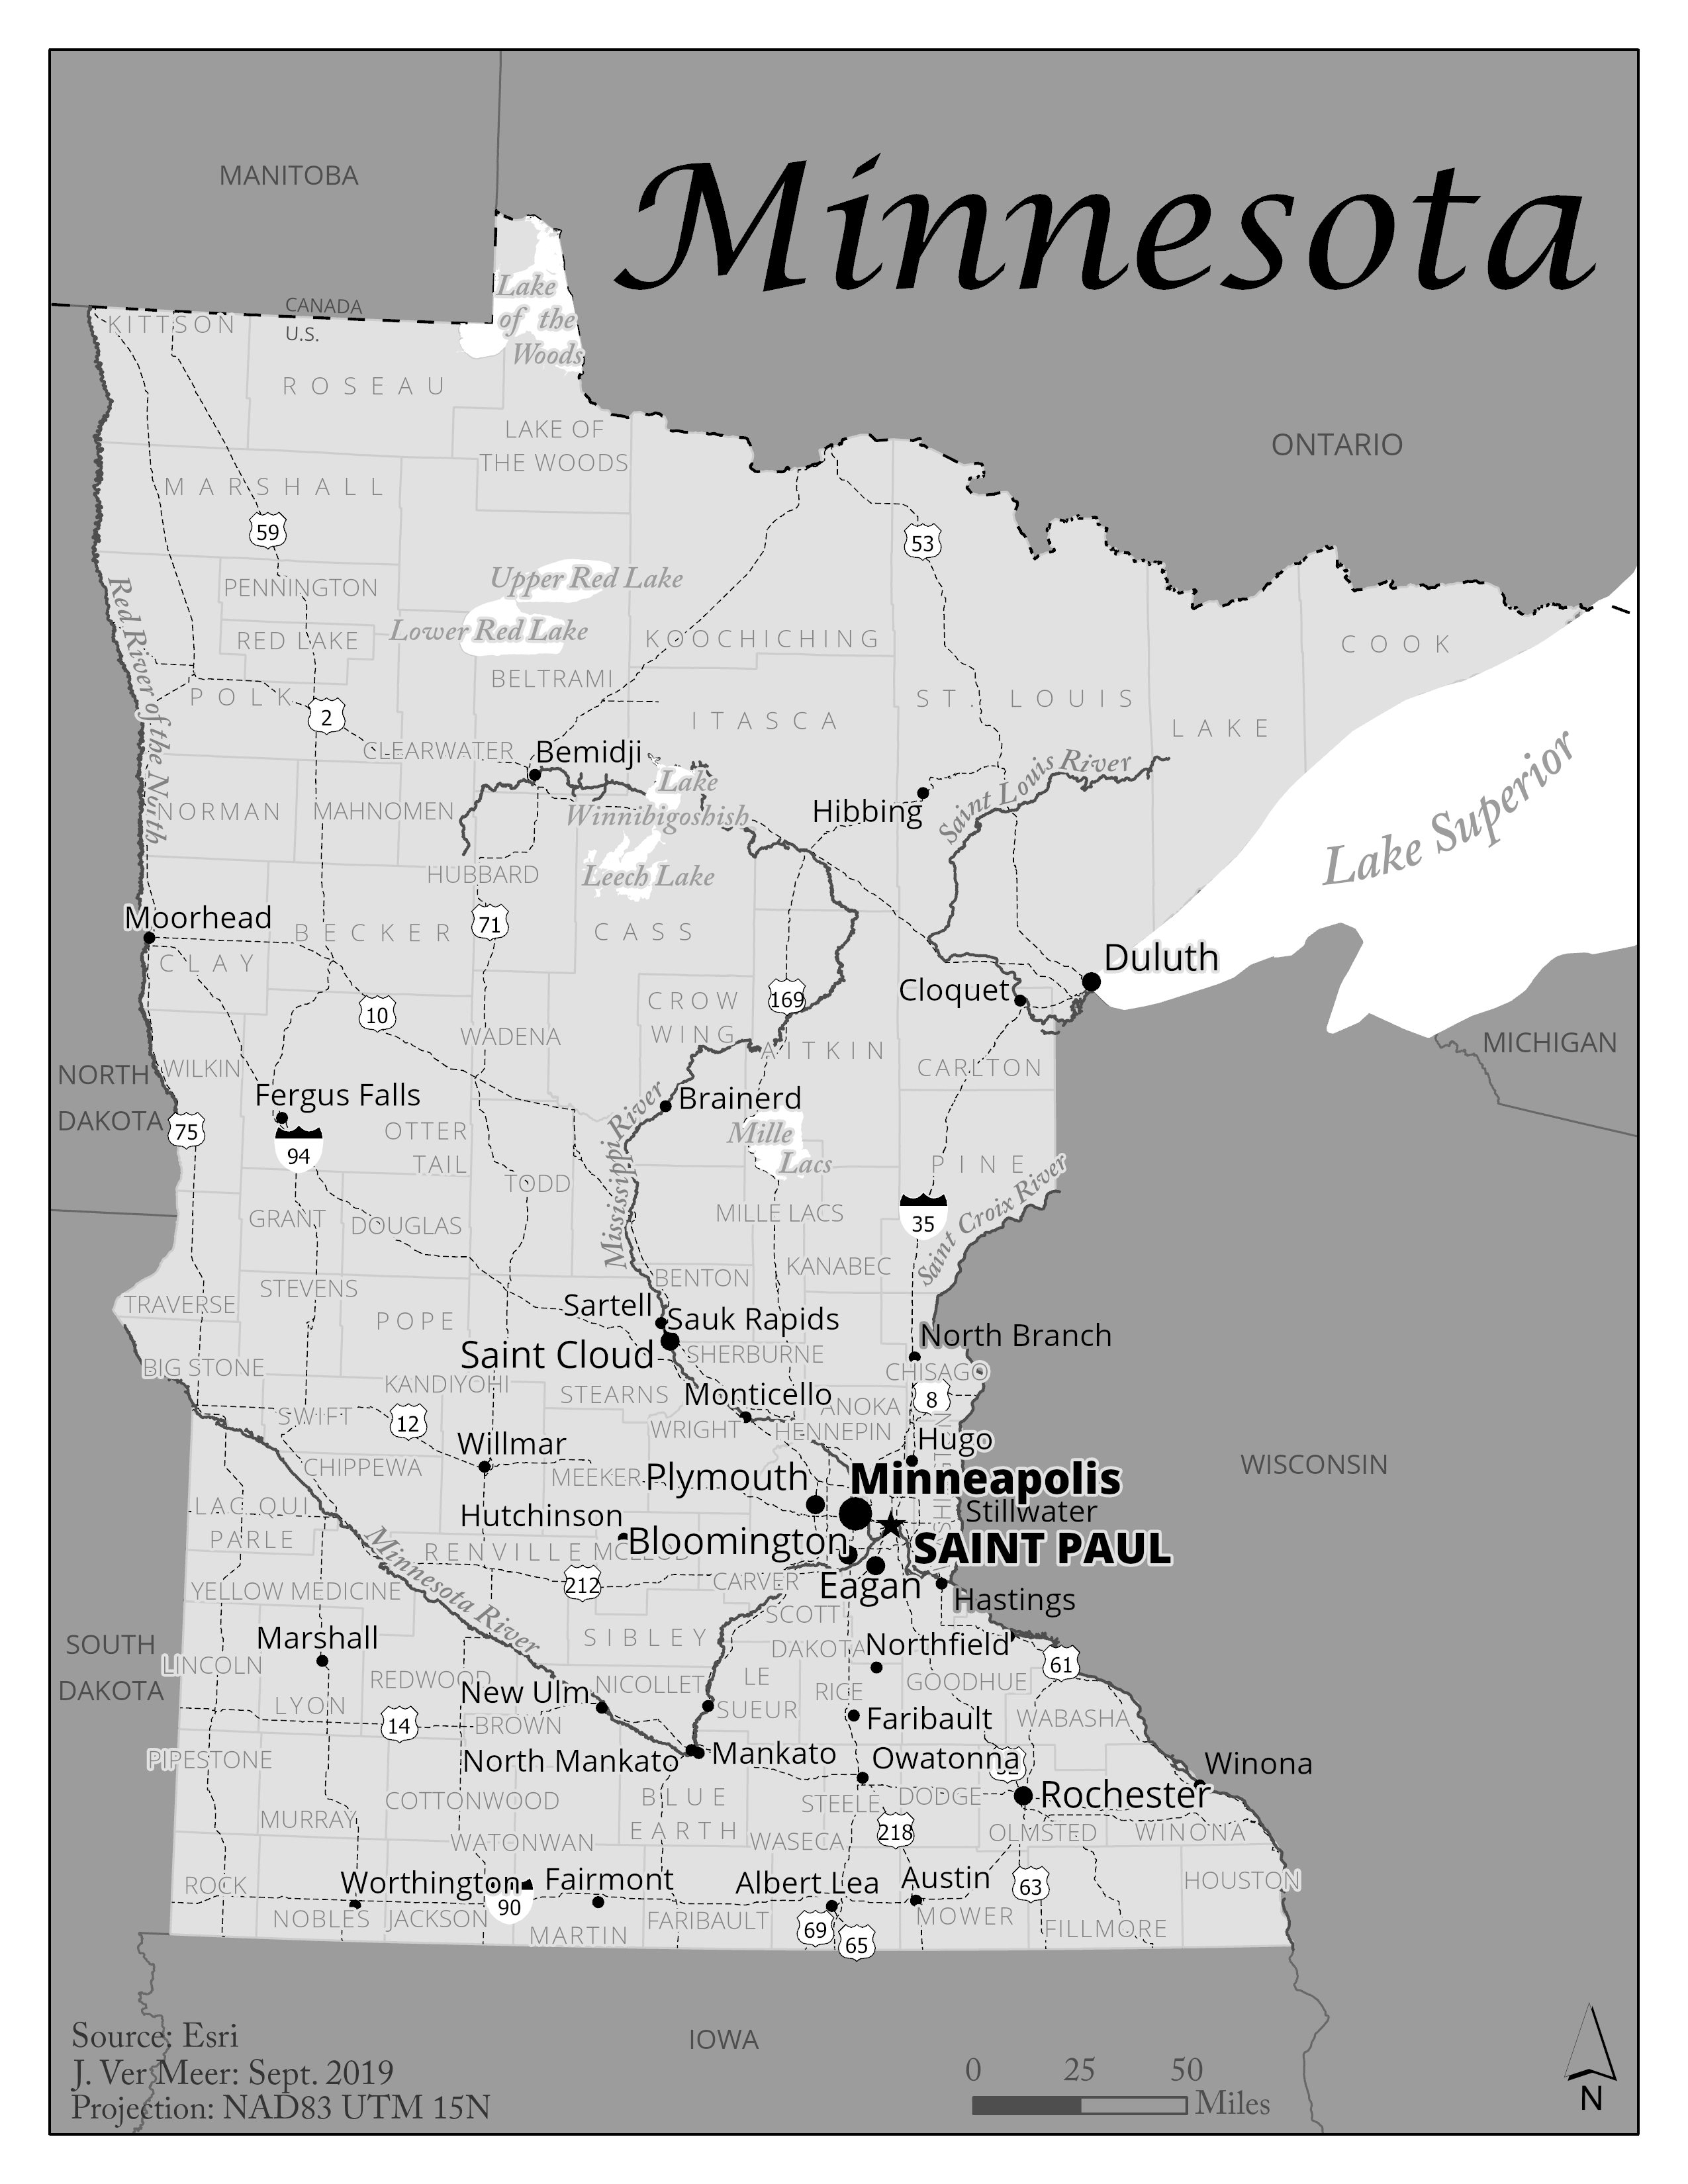 Minnesota
MANITOBA
CANADA
U.S.
ONTARIO
Lake
of the
Woods
KITTSON
ROSEAU
LAKE OF
THE WOODS
MARSHALL
59
53
PENNINGTON
Upper Red Lake
Lower Red Lake
RED LAKE
KOOCHICHING
COOK
Red River of the North
BELTRAMI
POLK
2
ST. LOUIS
ITASCA
LAKE
CLEARWATER
Bemidji
Saint Louis River
Lake
Winnibigoshish
Hibbing
NORMAN
MAHNOMEN
Lake Superior
HUBBARD
Leech Lake
Moorhead
71
BECKER
CASS
CLAY
Duluth
Cloquet
CROW
WING
169
10
WADENA
AITKIN
MICHIGAN
NORTH
DAKOTA
WILKIN
CARLTON
Fergus Falls
Brainerd
75
94
OTTER
TAIL
Mississippi River
Mille
Lacs
PINE
TODD
35
Saint Croix River
GRANT
DOUGLAS
MILLE LACS
KANABEC
BENTON
STEVENS
TRAVERSE
POPE
Sartell
Sauk Rapids
North Branch
Saint Cloud
SHERBURNE
BIG STONE
CHISAGO
KANDIYOHI
STEARNS
Monticello
8
ANOKA
SWIFT
12
WRIGHT
HENNEPIN
Hugo
Willmar
WISCONSIN
CHIPPEWA
MEEKER
Plymouth
Minneapolis
LAC QUI
PARLE
Hutchinson
Stillwater
Bloomington
SAINT PAUL
RENVILLE
MCLEOD
Minnesota River
212
CARVER
Eagan
YELLOW MEDICINE
Hastings
SCOTT
SOUTH
DAKOTA
Marshall
SIBLEY
DAKOTA
Northfield
61
LINCOLN
REDWOOD
NICOLLET
LE
SUEUR
RICE
GOODHUE
LYON
New Ulm
14
BROWN
Faribault
WABASHA
PIPESTONE
North Mankato
Mankato
Owatonna
Winona
COTTONWOOD
BLUE
EARTH
STEELE
DODGE
Rochester
MURRAY
WATONWAN
WASECA
218
OLMSTED
WINONA
ROCK
Worthington
90
Fairmont
Albert Lea
Austin
63
HOUSTON
NOBLES
JACKSON
MARTIN
FARIBAULT
69
65
MOWER
FILLMORE
IOWA
Source: Esri
J. Ver Meer: Sept. 2019
Projection: NAD83 UTM 15N
0 25 50
Miles
N